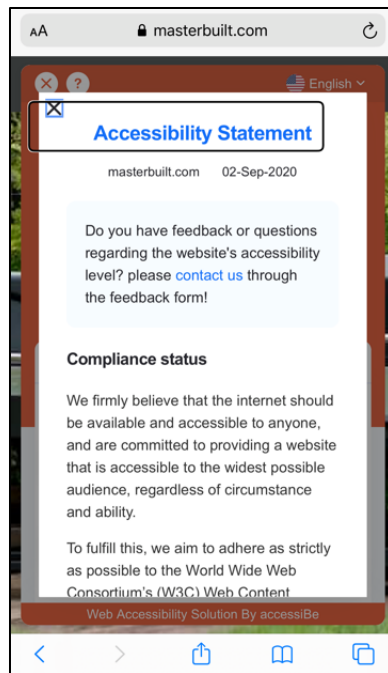 AA masterbuilt.com
? English
Accessibility Statement
masterbuilt.com 02-Sep-2020
Do you have feedback or questions
regarding the website's accessibility
level? please contact us through
the feedback form!
Compliance status
We firmly believe that the internet should
be available and accessible to anyone,
and are committed to providing a website
that is accessible to the widest possible
audience, regardless of circumstance
and ability.
To fulfill this, we aim to adhere as strictly
as possible to the World Wide Web
Consortium's (W3C) Web Content
Web Accessibility Solution By accessiBe